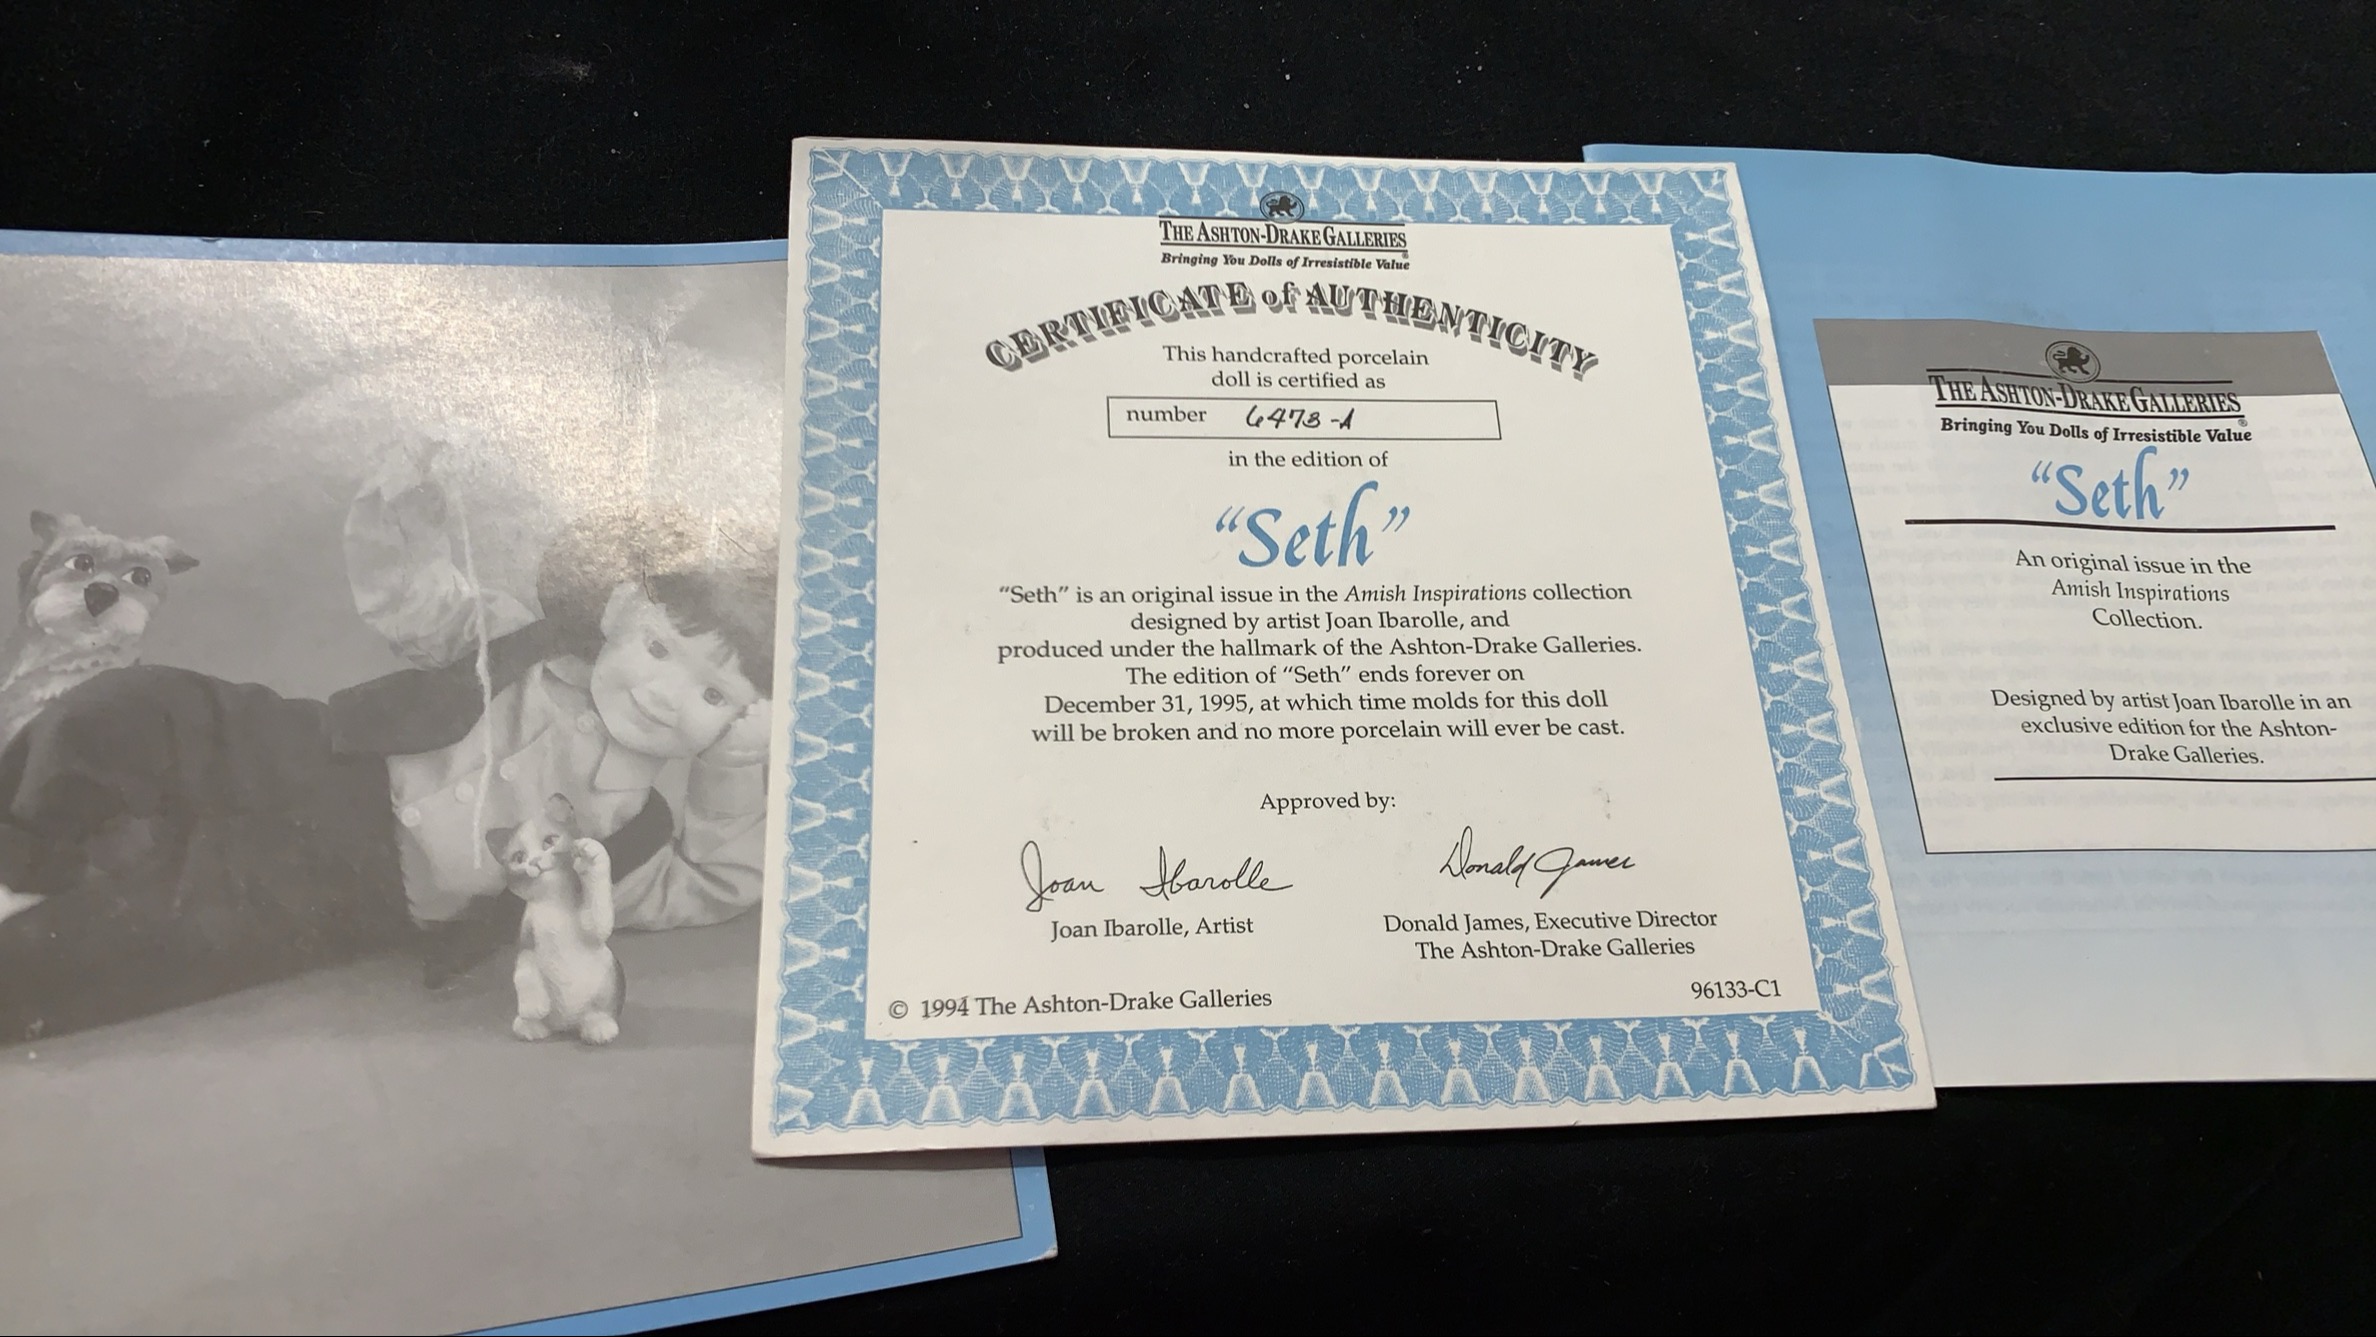 THE ASHTON-DRAKE GALLERIES
®
Bringing You Dolls of Irresistible Value
CERTIFICATE of AUTHENTICITY
This handcrafted porcelain
doll is certified as
number 6473-A
in the edition of
“Seth”
“Seth” is an original issue in the Amish Inspirations collection
designed by artist Joan Ibarolle, and
produced under the hallmark of the Ashton-Drake Galleries.
The edition of “Seth” ends forever on
December 31, 1995, at which time molds for this doll
will be broken and no more porcelain will ever be cast.
Approved by:
Joan Ibarolle
Joan Ibarolle, Artist
Donald James
Donald James, Executive Director
The Ashton-Drake Galleries
© 1994 The Ashton-Drake Galleries
96133-C1
THE ASHTON-DRAKE GALLERIES
®
Bringing You Dolls of Irresistible Value
“Seth”
An original issue in the
Amish Inspirations
Collection.
Designed by artist Joan Ibarolle in an
exclusive edition for the Ashton-
Drake Galleries.